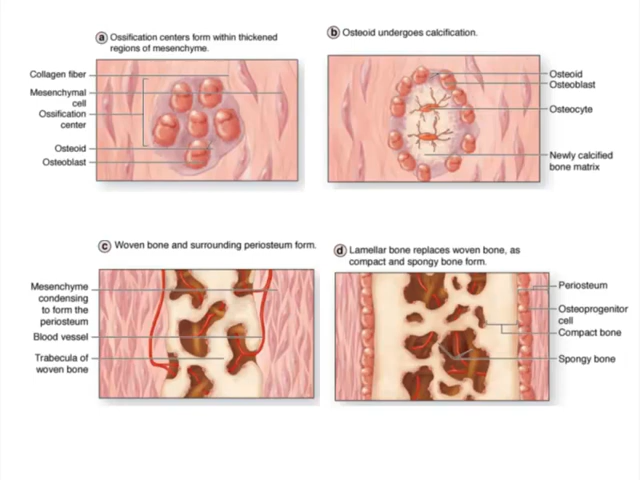 a Ossification centers form within thickened
regions of mesenchyme.
Collagen fiber
Mesenchymal
cell
Ossification
center
Osteoid
Osteoblast
b Osteoid undergoes calcification.
Osteoid
Osteoblast
Osteocyte
Newly calcified
bone matrix
c Woven bone and surrounding periosteum form.
Mesenchyme
condensing
to form the
periosteum
Blood vessel
Trabecula of
woven bone
d Lamellar bone replaces woven bone, as
compact and spongy bone form.
Periosteum
Osteoprogenitor
cell
Compact bone
Spongy bone